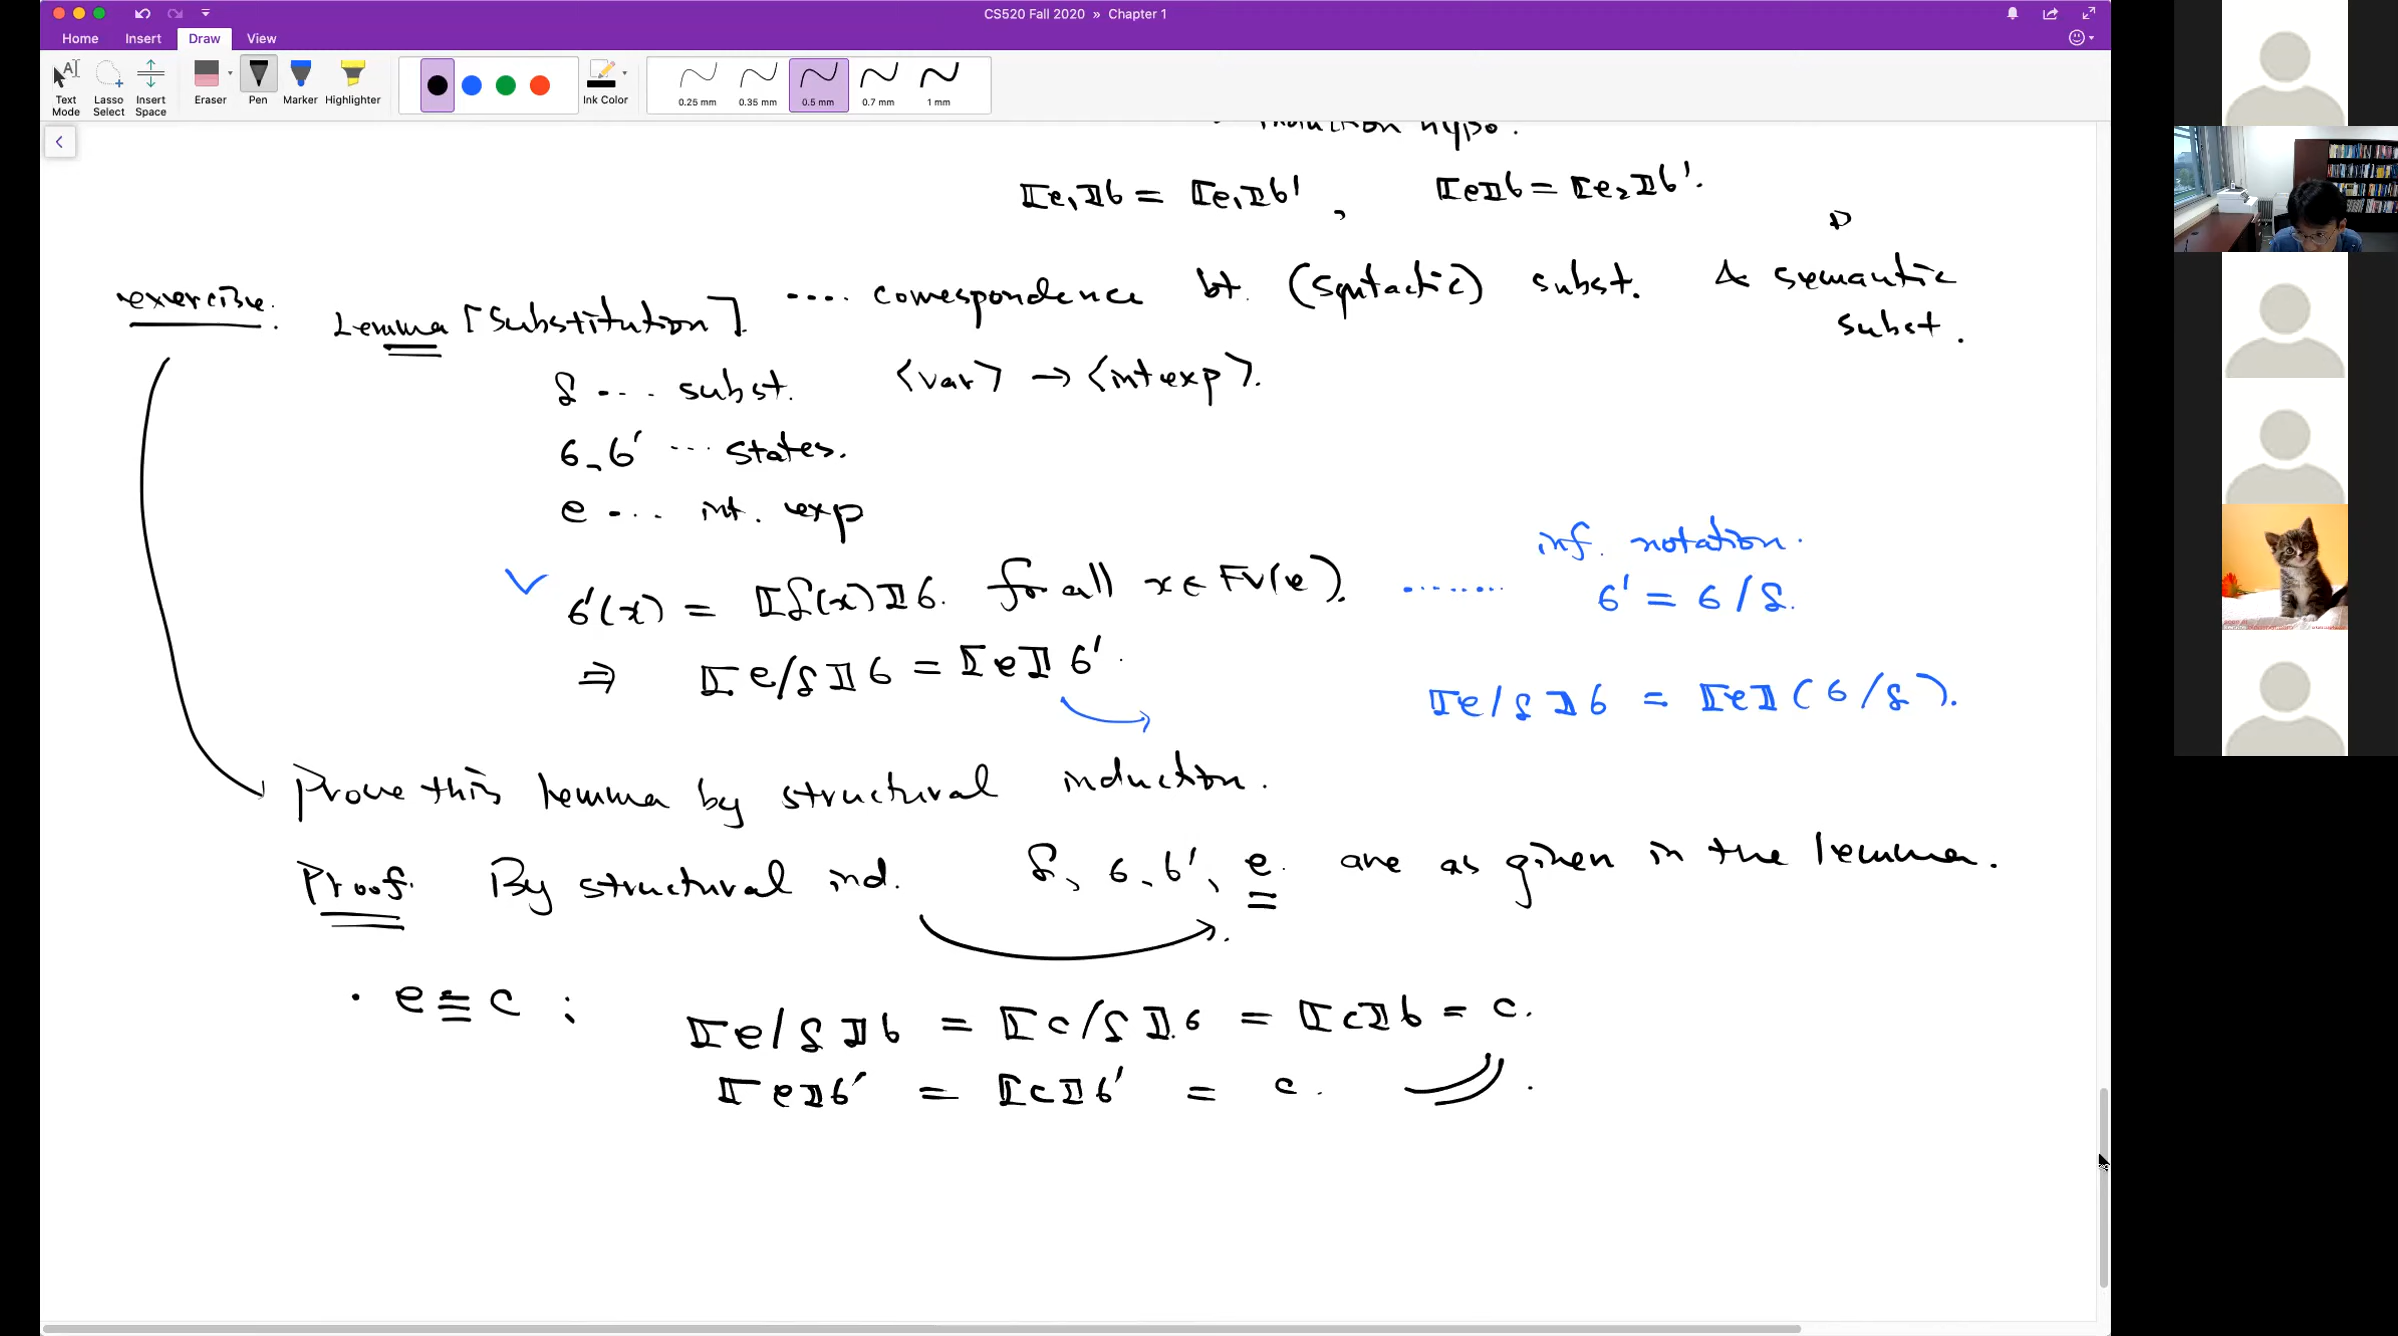 CS520 Fall 2020 » Chapter 1
Home Insert Draw View
Text Mode
Lasso Select
Insert Space
Eraser
Pen
Marker
Highlighter
Ink Color
0.25 mm
0.35 mm
0.5 mm
0.7 mm
1 mm
induction hypo.
⟦e₁⟧σ = ⟦e₁⟧σ' , ⟦e⟧σ = ⟦e₂⟧σ'.
exercise. Lemma [Substitution]. .... correspondence bt. (syntactic) subst. & semantic
subst.
δ ... subst. <var> → <intexp>.
σ, σ' ... states.
e ... int. exp
inf. notation.
σ'(x) = ⟦δ(x)⟧σ. for all x ∈ FV(e). ........ σ' = σ/δ.
⇒ ⟦e/δ⟧σ = ⟦e⟧σ'.
⟦e/δ⟧σ = ⟦e⟧(σ/δ).
Prove this lemma by structural induction.
Proof. By structural ind. δ, σ, σ', e. are as given in the lemma.
· e ≡ c : ⟦e/δ⟧σ = ⟦c/δ⟧σ = ⟦c⟧σ = c.
⟦e⟧σ' = ⟦c⟧σ' = c.